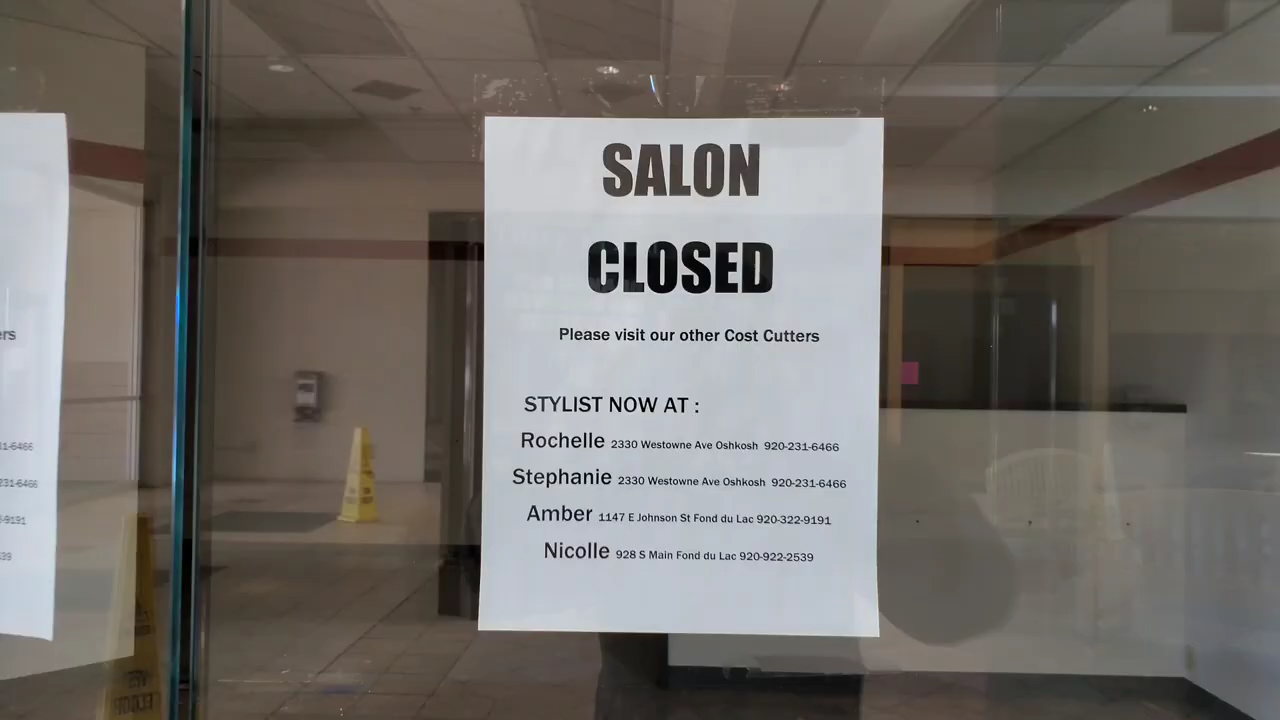 SALON
CLOSED
Please visit our other Cost Cutters
STYLIST NOW AT :
Rochelle 2330 Westowne Ave Oshkosh 920-231-6466
Stephanie 2330 Westowne Ave Oshkosh 920-231-6466
Amber 1147 E Johnson St Fond du Lac 920-322-9191
Nicolle 928 S Main Fond du Lac 920-922-2539